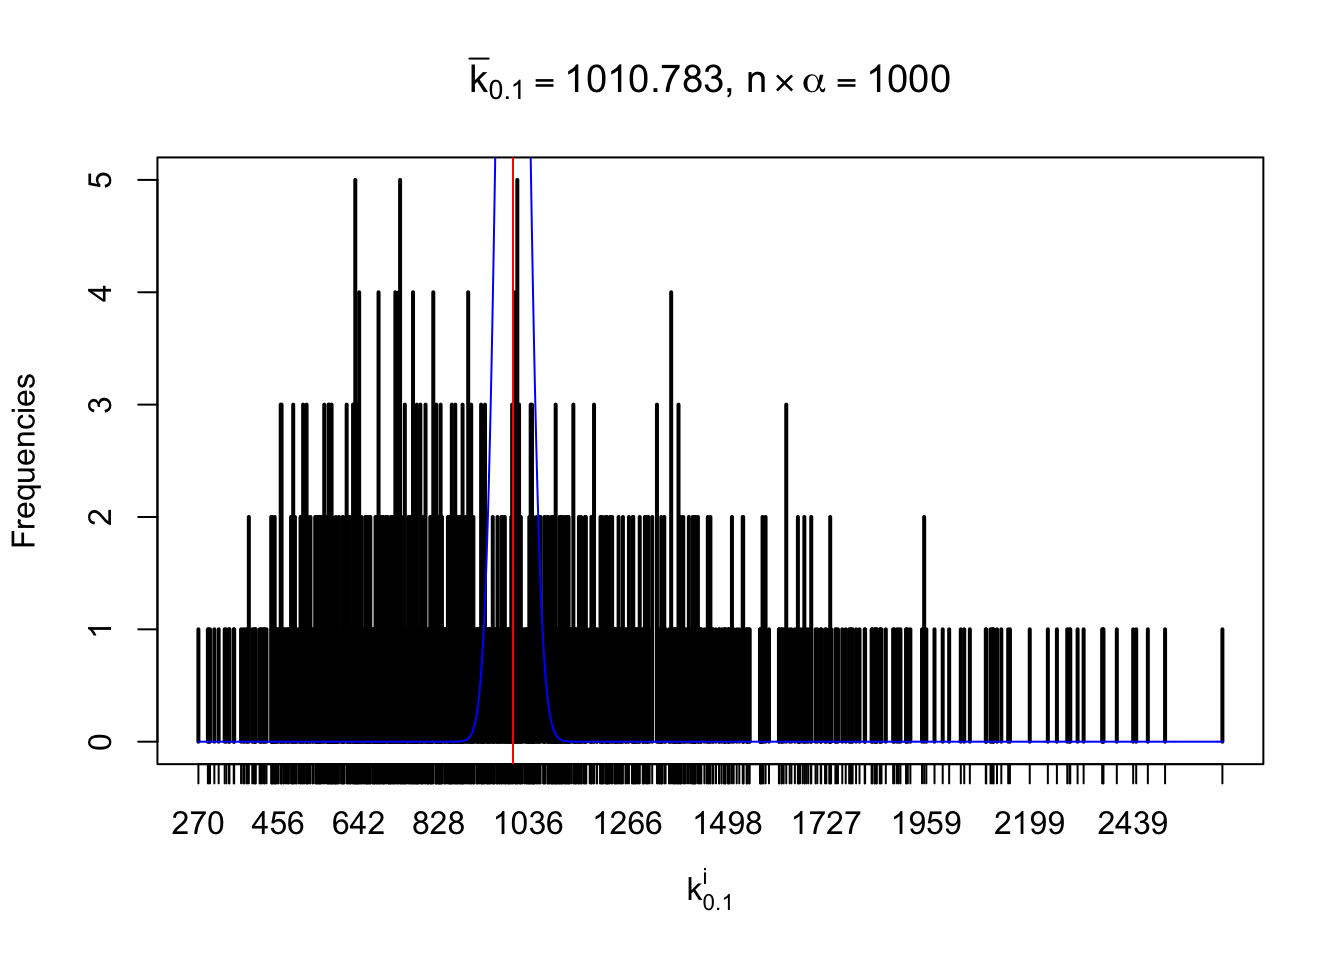 k̅0.1 = 1010.783, n × α = 1000
Frequencies
5
4
3
2
1
0
270 456 642 828 1036 1266 1498 1727 1959 2199 2439
k^i_0.1